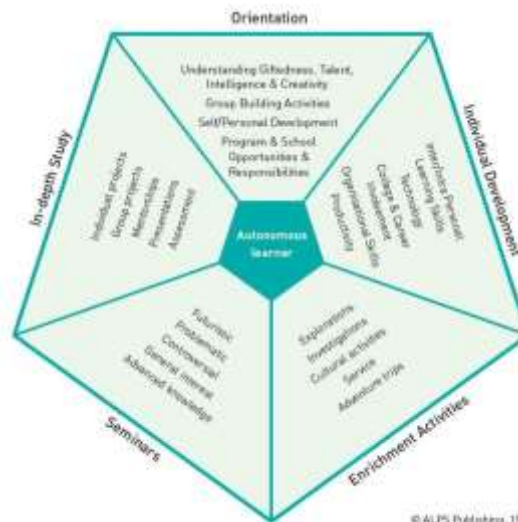 Orientation
Understanding Giftedness, Talent,
Intelligence & Creativity
Group Building Activities
Self/Personal Development
Program & School
Opportunities &
Responsibilities
Individual Development
Inter/Intra Personal
Learning Skills
Technology
College & Career
Involvement
Organisational Skills
Productivity
Enrichment Activities
Explorations
Investigations
Cultural activities
Service
Adventure trips
Seminars
Futuristic
Problematic
Controversial
General interest
Advanced knowledge
In-depth Study
Individual projects
Group projects
Mentorships
Presentations
Assessment
Autonomous
learner
© ALPS Publishing,